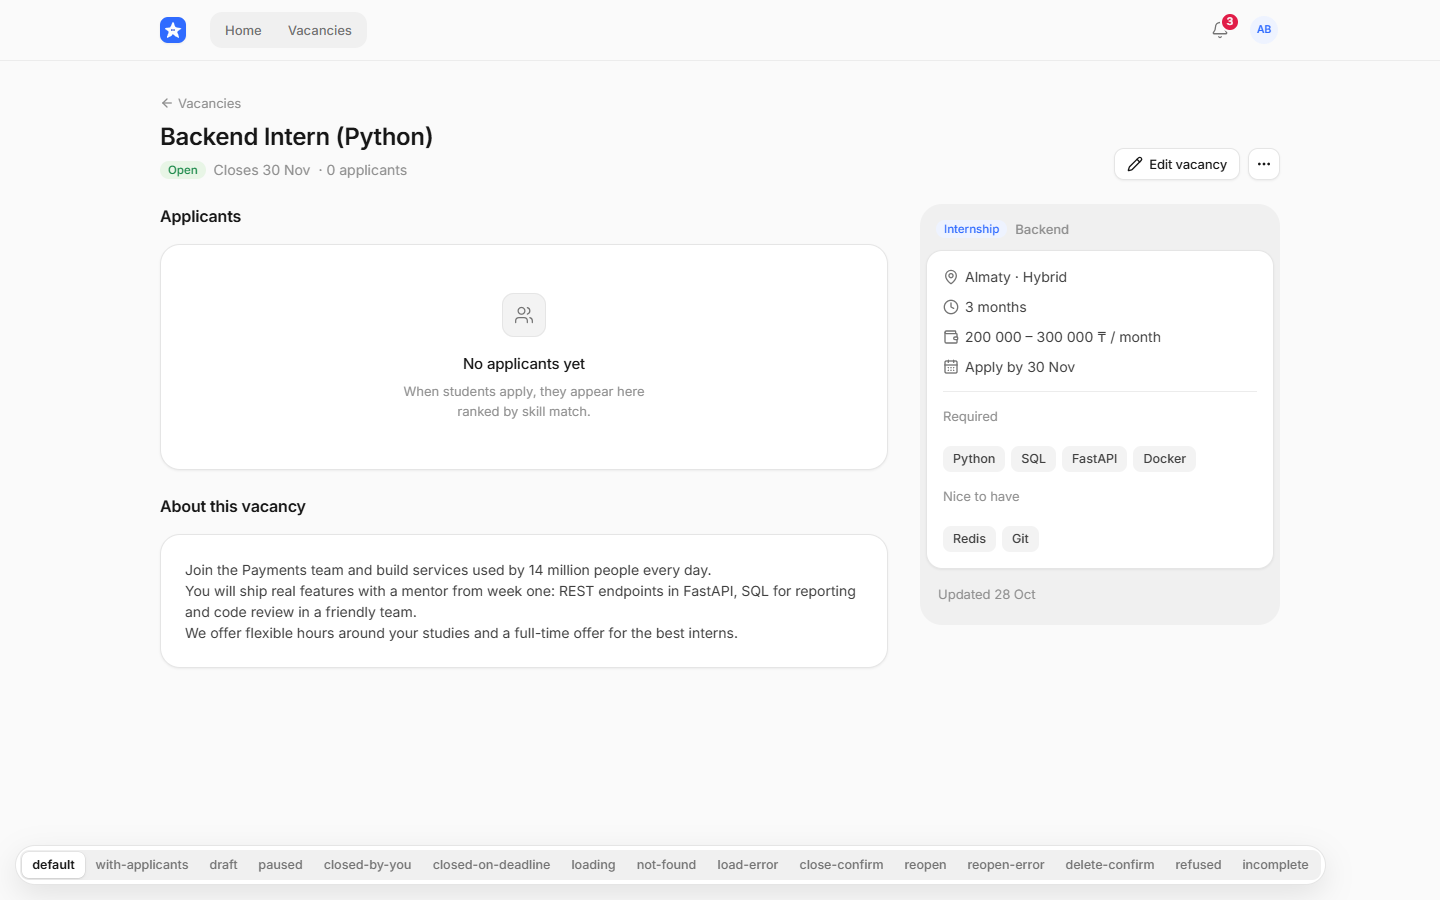 Home
Vacancies
3
AB
Vacancies
Backend Intern (Python)
Open
Closes 30 Nov · 0 applicants
Edit vacancy
Applicants
No applicants yet
When students apply, they appear here
ranked by skill match.
About this vacancy
Join the Payments team and build services used by 14 million people every day.
You will ship real features with a mentor from week one: REST endpoints in FastAPI, SQL for reporting
and code review in a friendly team.
We offer flexible hours around your studies and a full-time offer for the best interns.
Internship
Backend
Almaty · Hybrid
3 months
200 000 – 300 000 ₸ / month
Apply by 30 Nov
Required
Python
SQL
FastAPI
Docker
Nice to have
Redis
Git
Updated 28 Oct
default
with-applicants
draft
paused
closed-by-you
closed-on-deadline
loading
not-found
load-error
close-confirm
reopen
reopen-error
delete-confirm
refused
incomplete